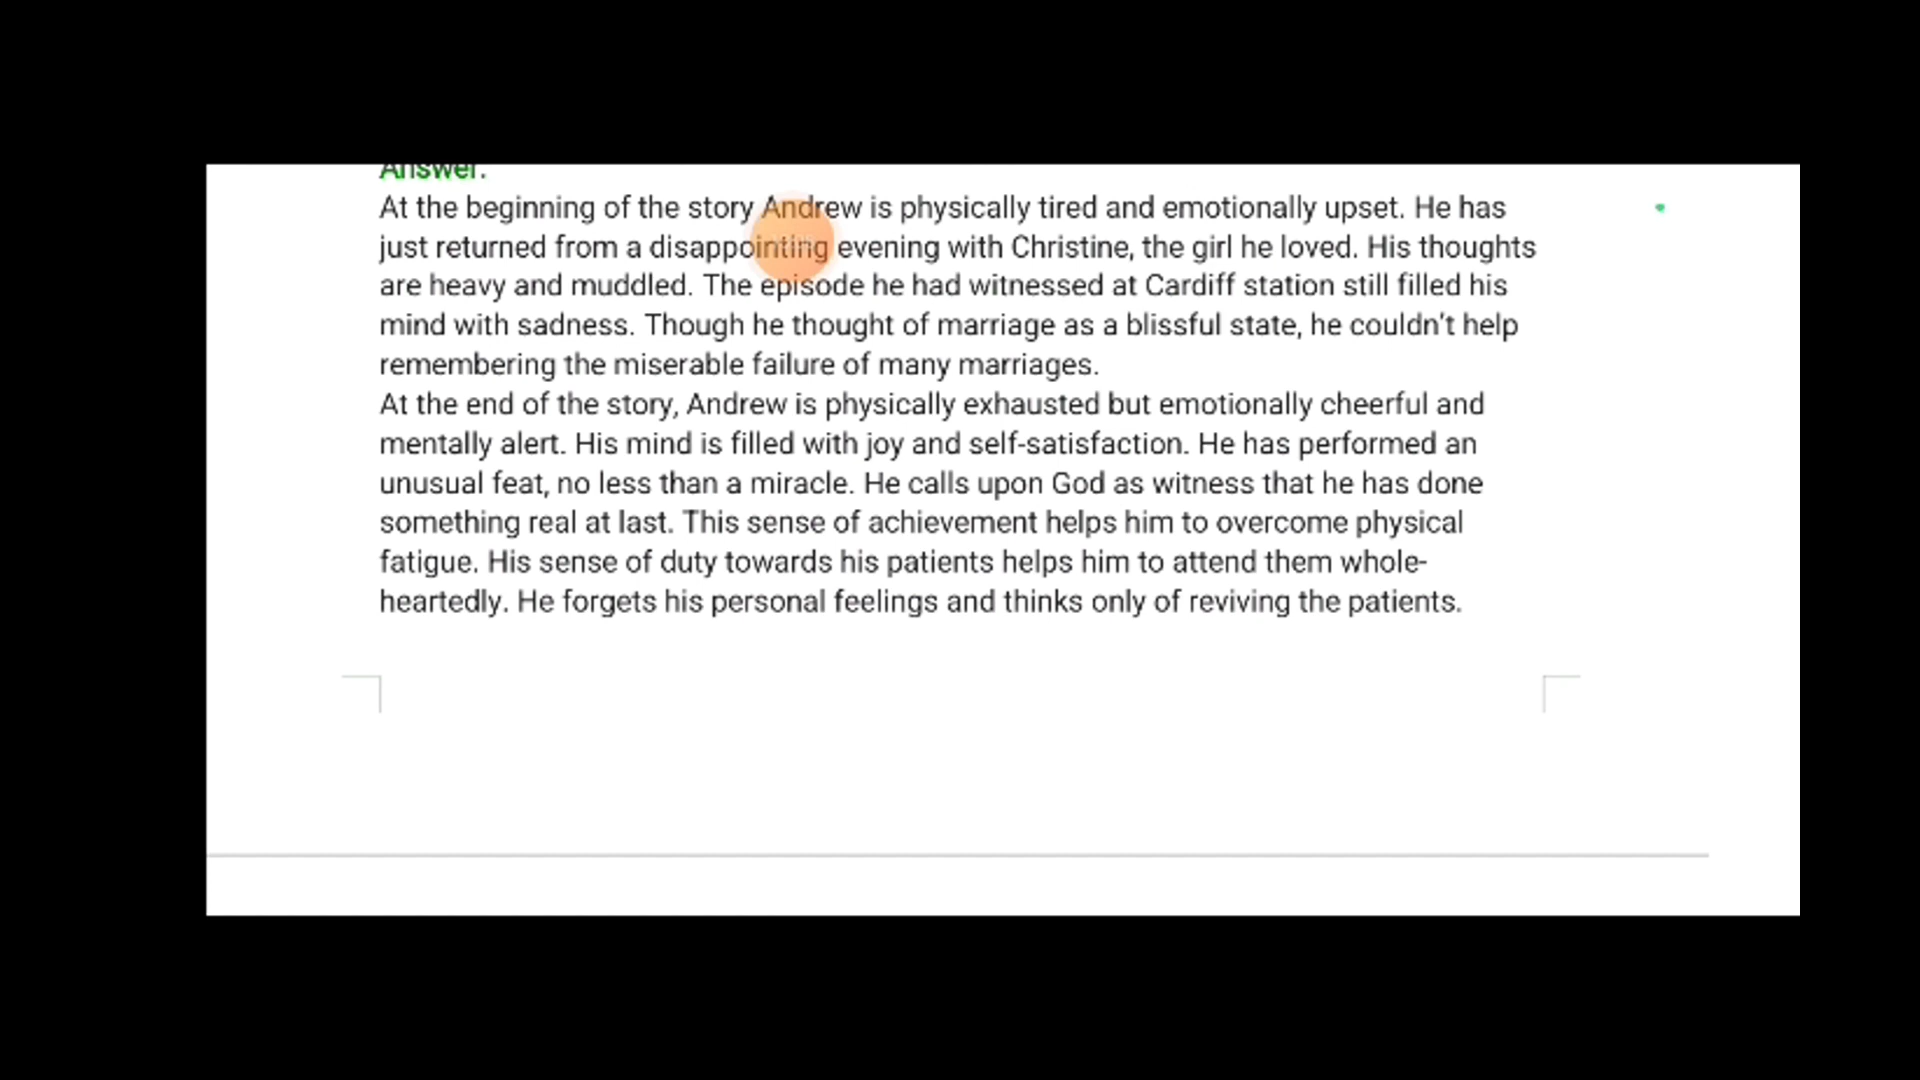 Answer.
At the beginning of the story Andrew is physically tired and emotionally upset. He has
just returned from a disappointing evening with Christine, the girl he loved. His thoughts
are heavy and muddled. The episode he had witnessed at Cardiff station still filled his
mind with sadness. Though he thought of marriage as a blissful state, he couldn't help
remembering the miserable failure of many marriages.
At the end of the story, Andrew is physically exhausted but emotionally cheerful and
mentally alert. His mind is filled with joy and self-satisfaction. He has performed an
unusual feat, no less than a miracle. He calls upon God as witness that he has done
something real at last. This sense of achievement helps him to overcome physical
fatigue. His sense of duty towards his patients helps him to attend them whole-
heartedly. He forgets his personal feelings and thinks only of reviving the patients.